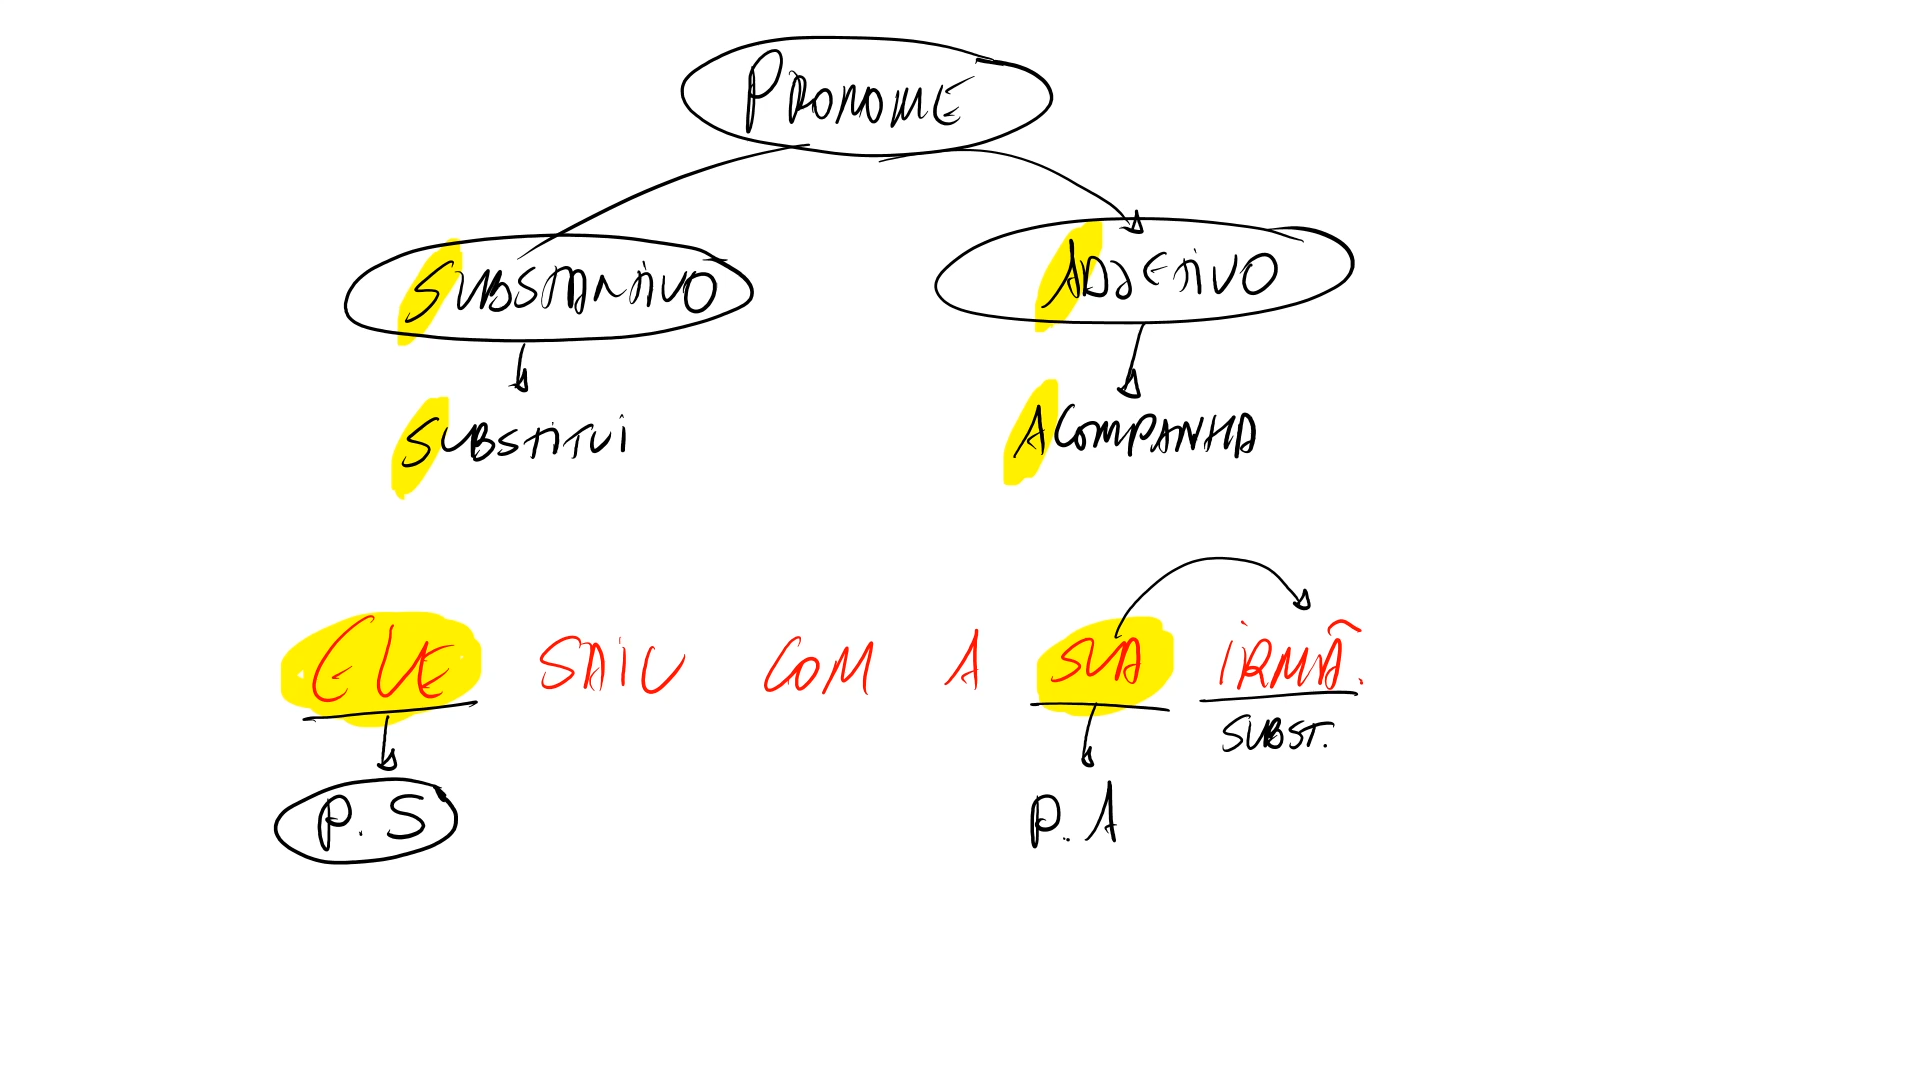 PRONOME
SUBSTANTIVO ADJETIVO
SUBSTITUI ACOMPANHA
ELE SAIU COM A SUA IRMÃ.
SUBST.
P.S P.A